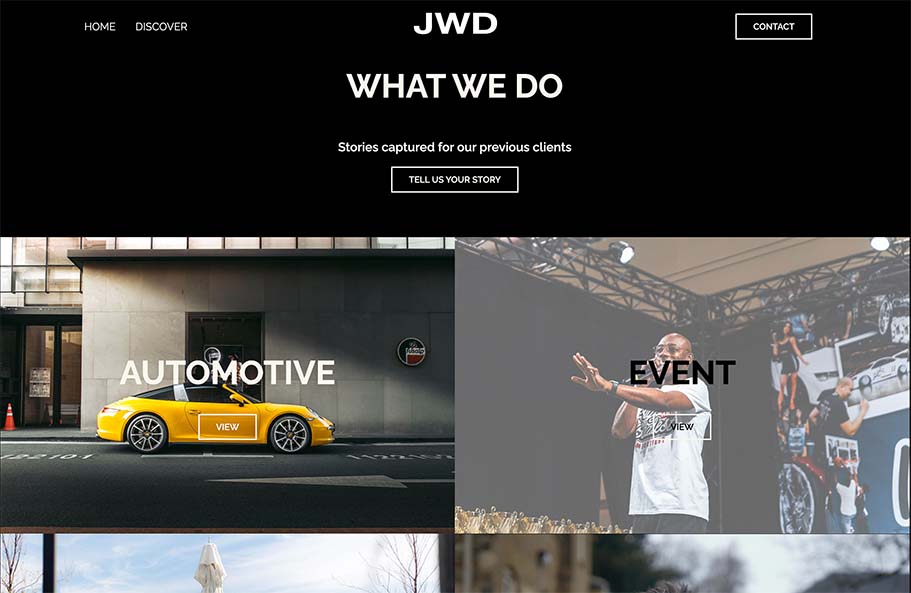 HOME
DISCOVER
JWD
CONTACT
WHAT WE DO
Stories captured for our previous clients
TELL US YOUR STORY
AUTOMOTIVE
VIEW
EVENT
VIEW